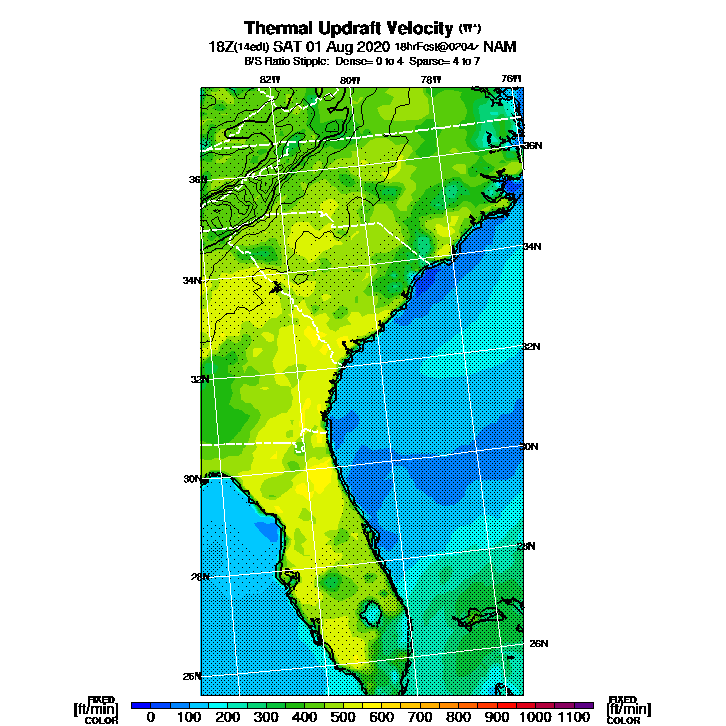 Thermal Updraft Velocity (W*)
18Z(14edt) SAT 01 Aug 2020 18hrFcst@0204z NAM
B/S Ratio Stipple: Dense= 0 to 4 Sparse= 4 to 7
82W 80W 78W 76W
36N
36N
34N
34N
32N
32N
30N
30N
28N
28N
26N
26N
FIXED FIXED
[ft/min] 0 100 200 300 400 500 600 700 800 900 1000 1100 [ft/min]
COLOR COLOR